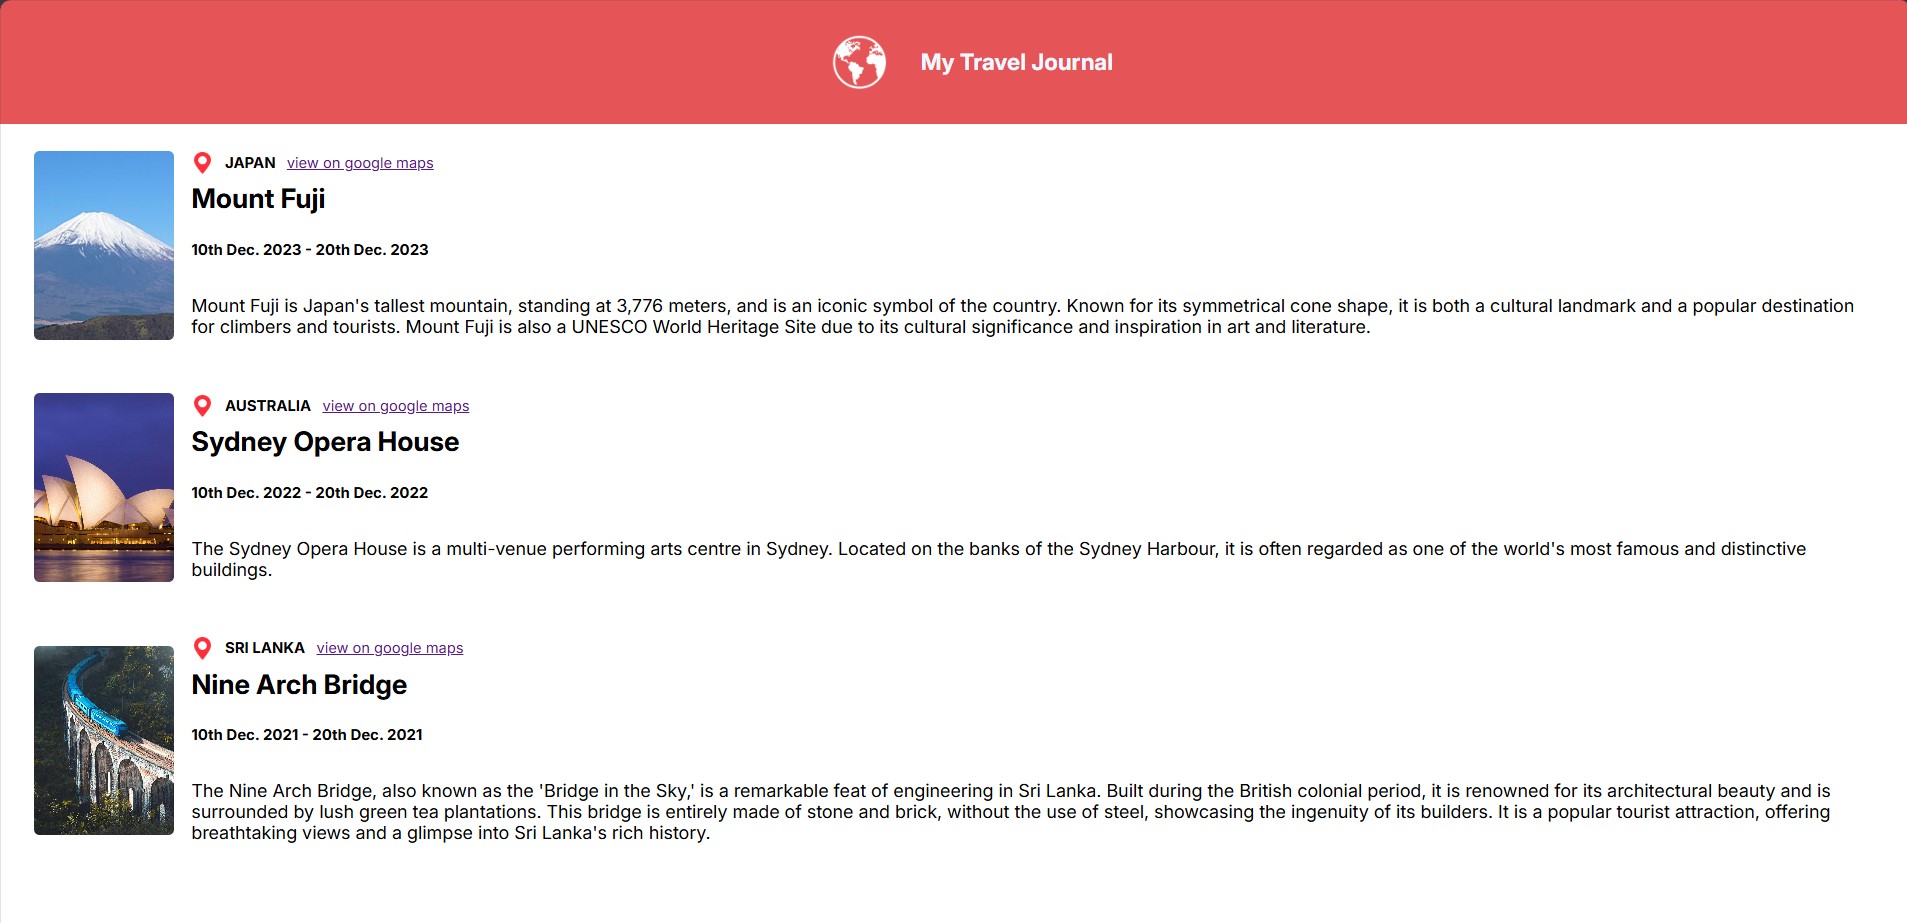 My Travel Journal
JAPAN view on google maps
Mount Fuji
10th Dec. 2023 - 20th Dec. 2023
Mount Fuji is Japan's tallest mountain, standing at 3,776 meters, and is an iconic symbol of the country. Known for its symmetrical cone shape, it is both a cultural landmark and a popular destination
for climbers and tourists. Mount Fuji is also a UNESCO World Heritage Site due to its cultural significance and inspiration in art and literature.
AUSTRALIA view on google maps
Sydney Opera House
10th Dec. 2022 - 20th Dec. 2022
The Sydney Opera House is a multi-venue performing arts centre in Sydney. Located on the banks of the Sydney Harbour, it is often regarded as one of the world's most famous and distinctive
buildings.
SRI LANKA view on google maps
Nine Arch Bridge
10th Dec. 2021 - 20th Dec. 2021
The Nine Arch Bridge, also known as the 'Bridge in the Sky,' is a remarkable feat of engineering in Sri Lanka. Built during the British colonial period, it is renowned for its architectural beauty and is
surrounded by lush green tea plantations. This bridge is entirely made of stone and brick, without the use of steel, showcasing the ingenuity of its builders. It is a popular tourist attraction, offering
breathtaking views and a glimpse into Sri Lanka's rich history.